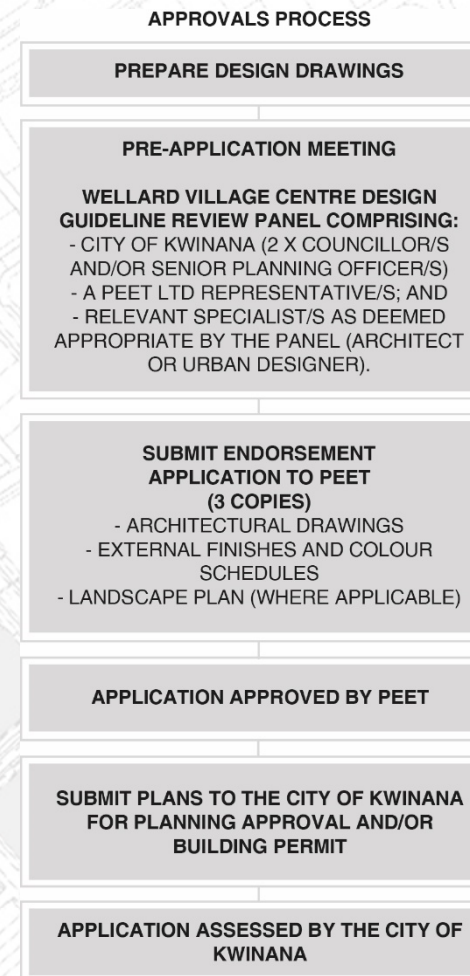 APPROVALS PROCESS
PREPARE DESIGN DRAWINGS
PRE-APPLICATION MEETING
WELLARD VILLAGE CENTRE DESIGN
GUIDELINE REVIEW PANEL COMPRISING:
- CITY OF KWINANA (2 X COUNCILLOR/S
AND/OR SENIOR PLANNING OFFICER/S)
- A PEET LTD REPRESENTATIVE/S; AND
- RELEVANT SPECIALIST/S AS DEEMED
APPROPRIATE BY THE PANEL (ARCHITECT
OR URBAN DESIGNER).
SUBMIT ENDORSEMENT
APPLICATION TO PEET
(3 COPIES)
- ARCHITECTURAL DRAWINGS
- EXTERNAL FINISHES AND COLOUR
SCHEDULES
- LANDSCAPE PLAN (WHERE APPLICABLE)
APPLICATION APPROVED BY PEET
SUBMIT PLANS TO THE CITY OF KWINANA
FOR PLANNING APPROVAL AND/OR
BUILDING PERMIT
APPLICATION ASSESSED BY THE CITY OF
KWINANA